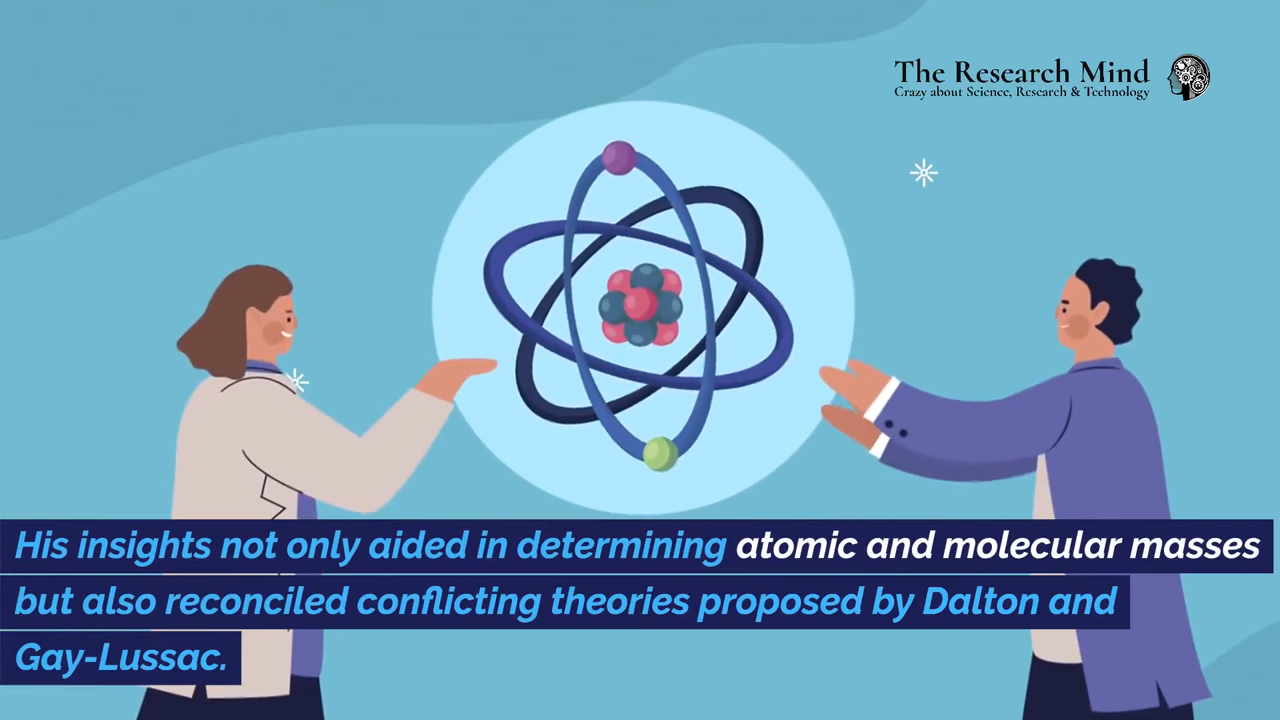 The Research Mind
Crazy about Science, Research & Technology
His insights not only aided in determining atomic and molecular masses
but also reconciled conflicting theories proposed by Dalton and
Gay-Lussac.